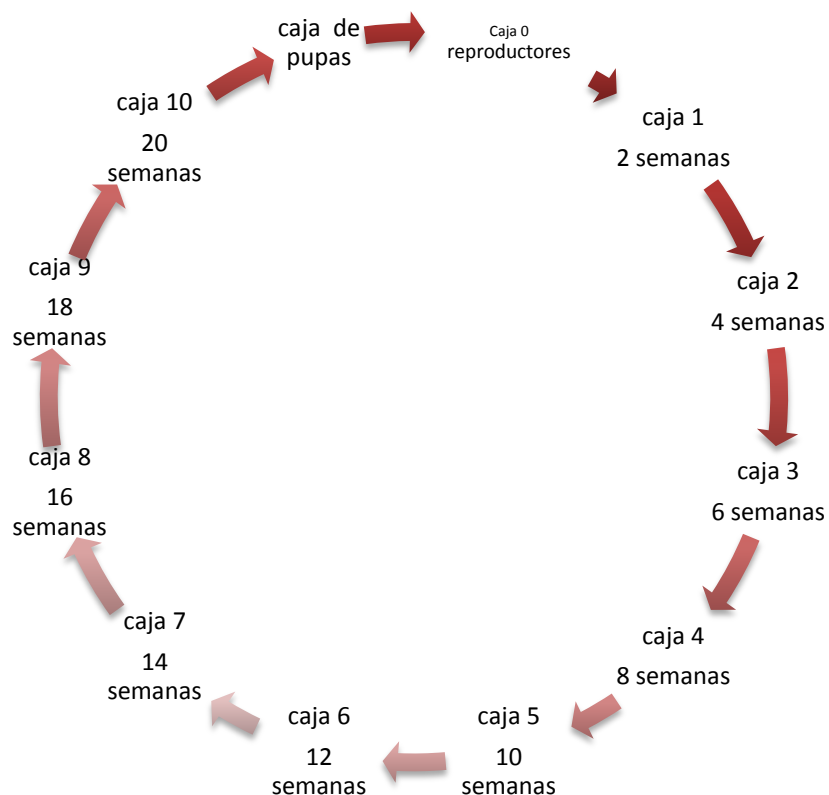 caja de
pupas
Caja 0
reproductores
caja 1
2 semanas
caja 2
4 semanas
caja 3
6 semanas
caja 4
8 semanas
caja 5
10
semanas
caja 6
12
semanas
caja 7
14
semanas
caja 8
16
semanas
caja 9
18
semanas
caja 10
20
semanas